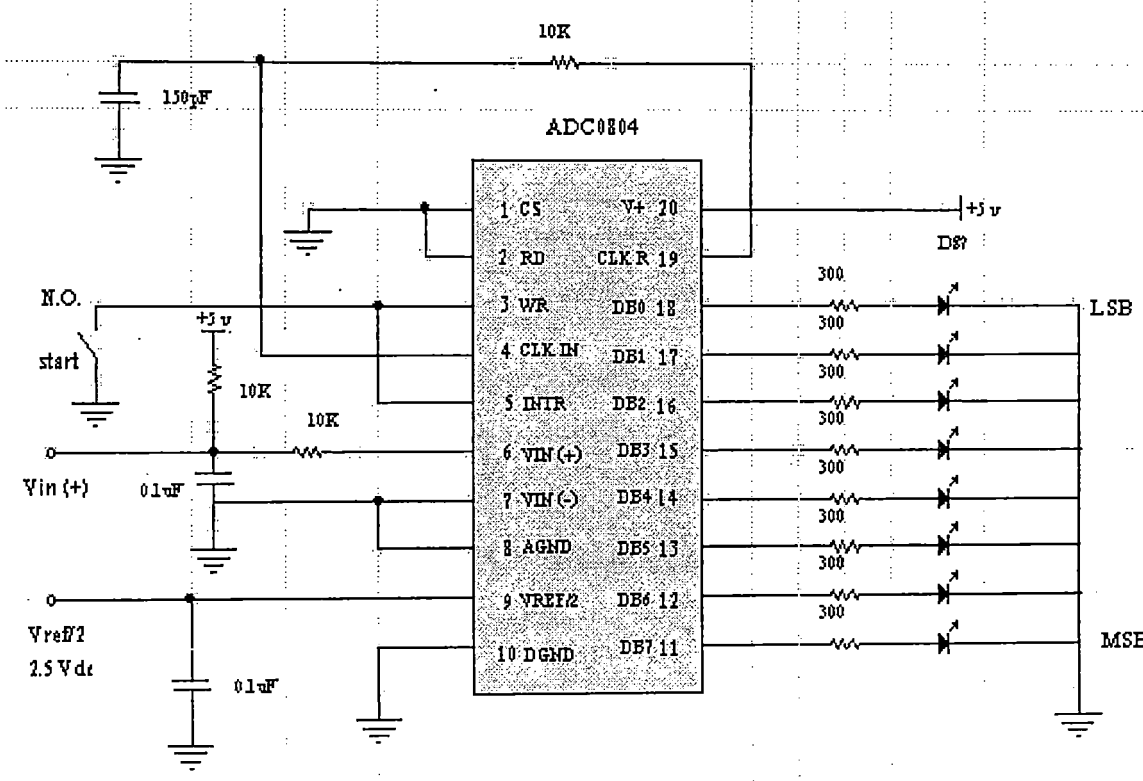 10K
150pF
ADC0804
1 CS
V+ 20
+5 v
D8?
2 RD
CLK R 19
300
N.O.
3 WR
DB0 18
LSB
+5 v
300
start
4 CLK IN
DB1 17
300
10K
5 INTR
DB2 16
300
10K
6 VIN (+)
DB3 15
300
Vin (+)
0.1uF
7 VIN (-)
DB4 14
300
8 AGND
DB5 13
300
9 VREF/2
DB6 12
300
Vref/2
2.5 V dc
10 DGND
DB7 11
MSB
0.1uF